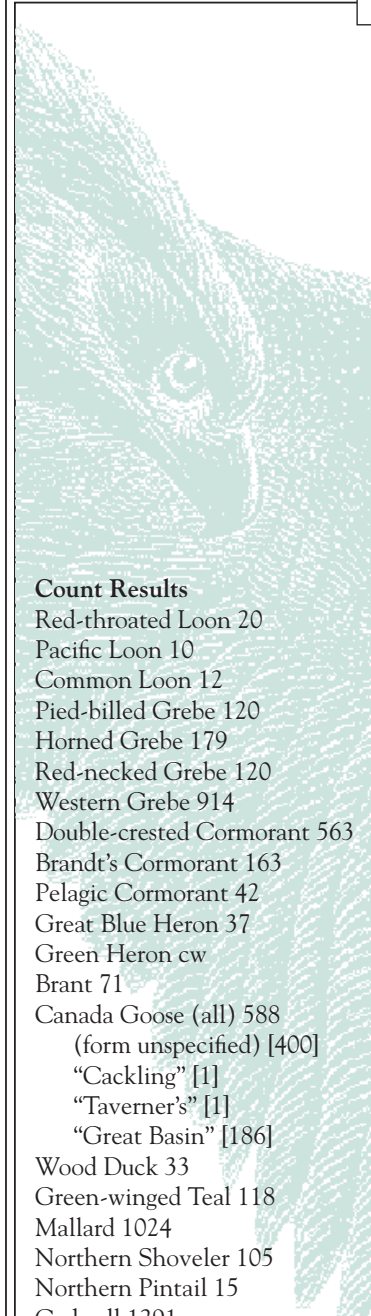 Count Results
Red-throated Loon 20
Pacific Loon 10
Common Loon 12
Pied-billed Grebe 120
Horned Grebe 179
Red-necked Grebe 120
Western Grebe 914
Double-crested Cormorant 563
Brandt's Cormorant 163
Pelagic Cormorant 42
Great Blue Heron 37
Green Heron cw
Brant 71
Canada Goose (all) 588
(form unspecified) [400]
“Cackling” [1]
“Taverner's” [1]
“Great Basin” [186]
Wood Duck 33
Green-winged Teal 118
Mallard 1024
Northern Shoveler 105
Northern Pintail 15